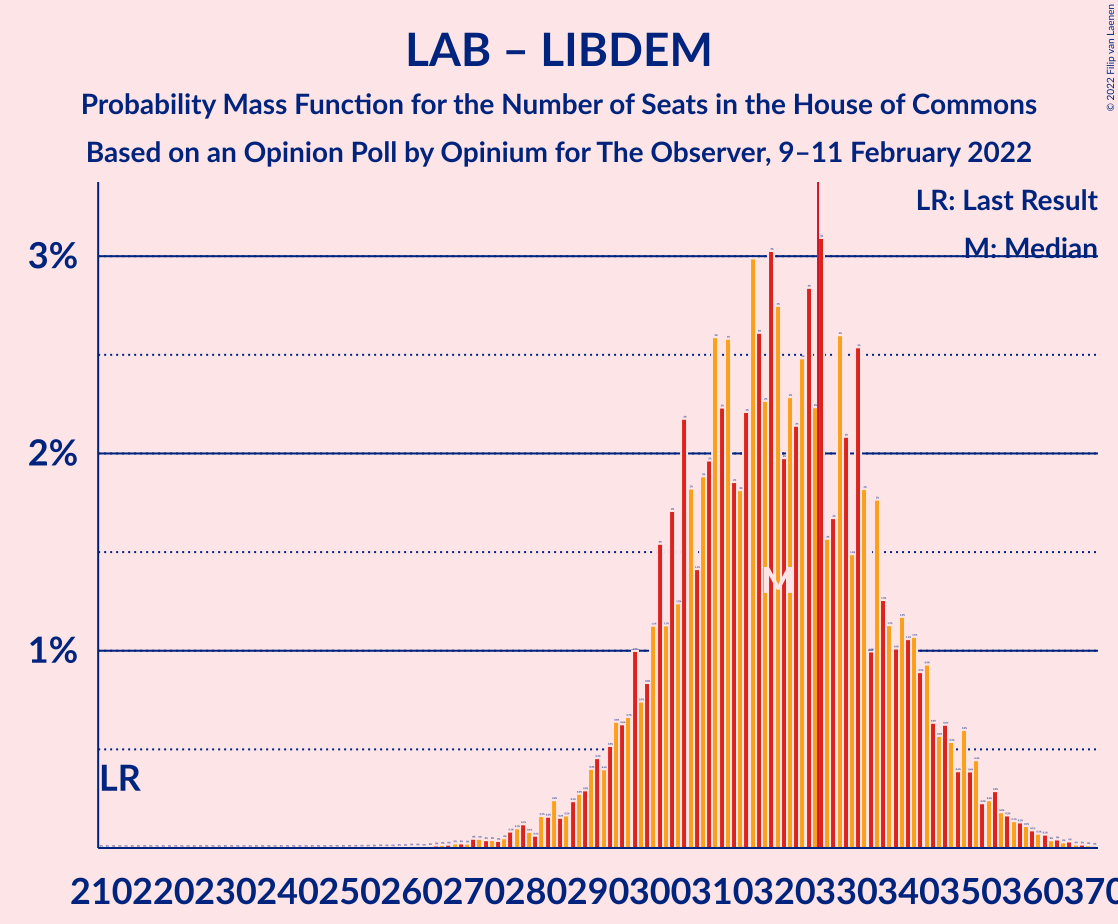 LAB – LIBDEM
Probability Mass Function for the Number of Seats in the House of Commons
Based on an Opinion Poll by Opinium for The Observer, 9–11 February 2022
© 2022 Filip van Laenen
LR: Last Result
M: Median
3%
2%
1%
M
LR
210 220 230 240 250 260 270 280 290 300 310 320 330 340 350 360 370